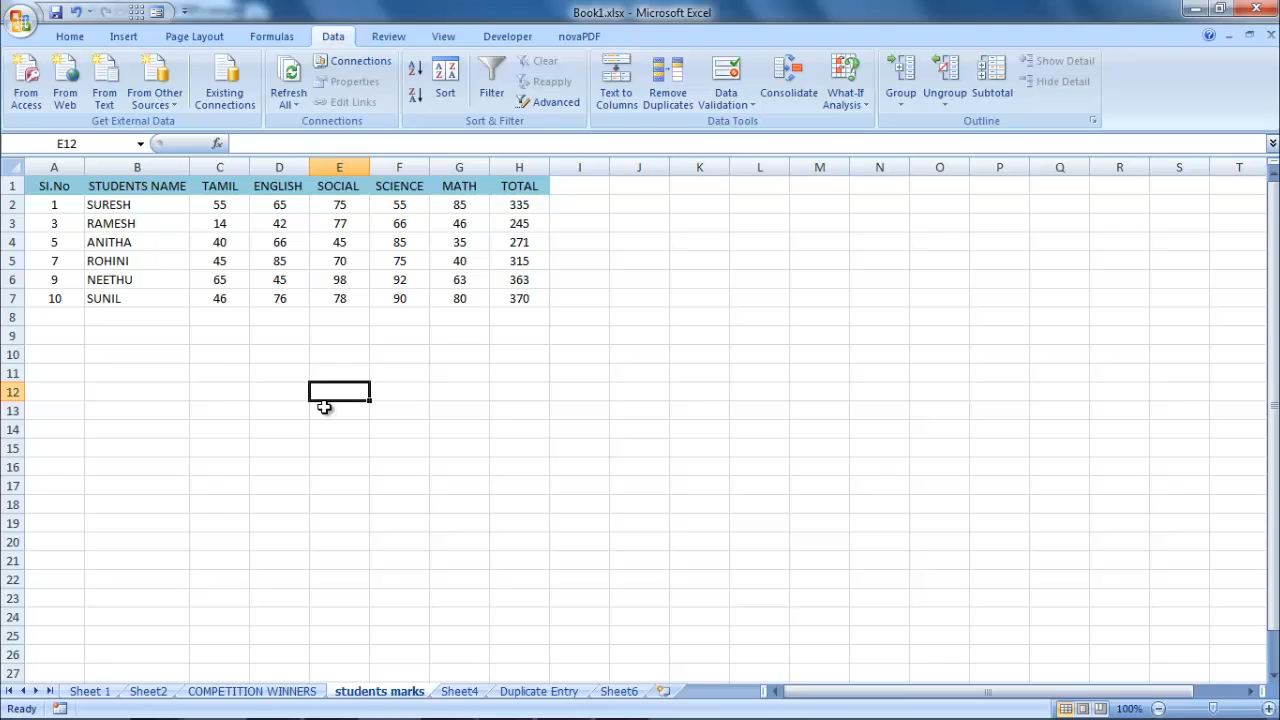 Book1.xlsx - Microsoft Excel
Home Insert Page Layout Formulas Data Review View Developer novaPDF
From Access
From Web
From Text
From Other Sources
Existing Connections
Get External Data
Refresh All
Connections
Properties
Edit Links
Connections
Sort
Filter
Clear
Reapply
Advanced
Sort & Filter
Text to Columns
Remove Duplicates
Data Validation
Consolidate
What-If Analysis
Data Tools
Group
Ungroup
Subtotal
Show Detail
Hide Detail
Outline
E12 fx
A B C D E F G H I J K L M N O P Q R S T
1 SI.No STUDENTS NAME TAMIL ENGLISH SOCIAL SCIENCE MATH TOTAL
2 1 SURESH 55 65 75 55 85 335
3 3 RAMESH 14 42 77 66 46 245
4 5 ANITHA 40 66 45 85 35 271
5 7 ROHINI 45 85 70 75 40 315
6 9 NEETHU 65 45 98 92 63 363
7 10 SUNIL 46 76 78 90 80 370
8
9
10
11
12
13
14
15
16
17
18
19
20
21
22
23
24
25
26
27
Sheet 1 Sheet2 COMPETITION WINNERS students marks Sheet4 Duplicate Entry Sheet6
Ready 100%